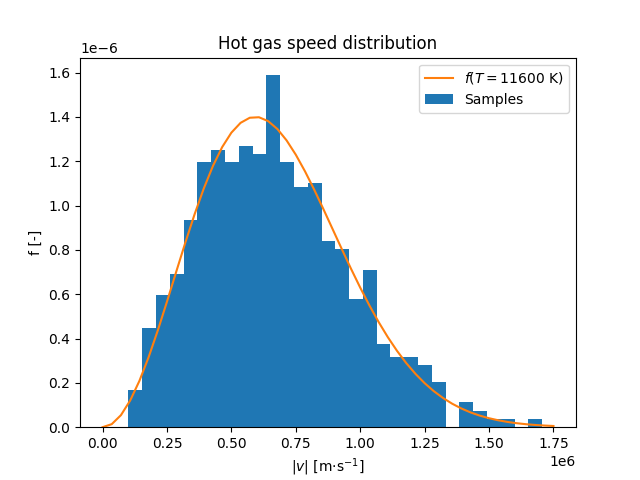 Hot gas speed distribution
1e−6
f(T = 11600 K)
Samples
1.6
1.4
1.2
1.0
0.8
0.6
0.4
0.2
0.0
f [-]
0.00 0.25 0.50 0.75 1.00 1.25 1.50 1.75
1e6
|v| [m·s⁻¹]